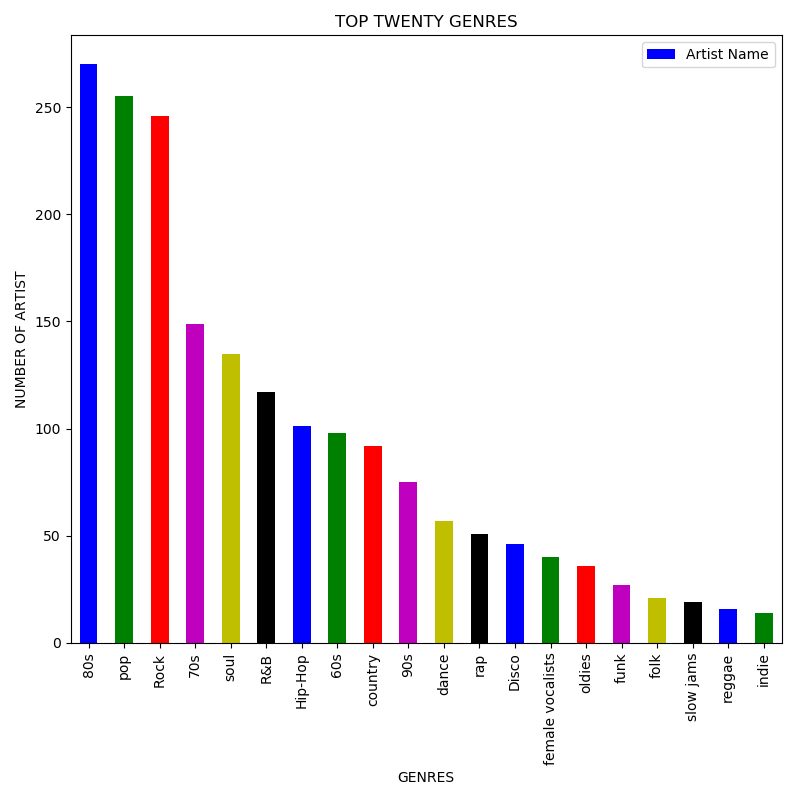 TOP TWENTY GENRES
Artist Name
NUMBER OF ARTIST
250
200
150
100
50
0
80s
pop
Rock
70s
soul
R&B
Hip-Hop
60s
country
90s
dance
rap
Disco
female vocalists
oldies
funk
folk
slow jams
reggae
indie
GENRES